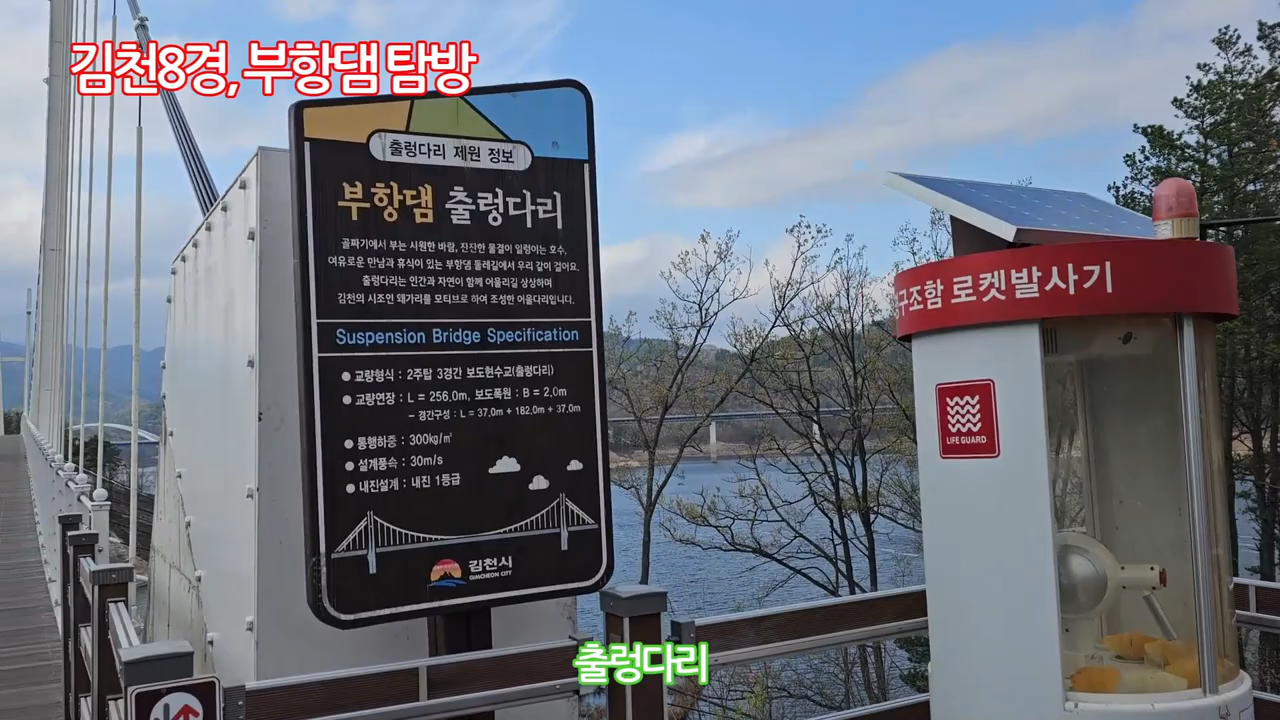 김천8경, 부항댐 탐방
출렁다리 제원 정보
부항댐 출렁다리
골짜기에서 부는 시원한 바람, 잔잔한 물결이 일렁이는 호수,
여유로운 만남과 휴식이 있는 부항댐 둘레길에서 우리 같이 걸어요.
출렁다리는 인간과 자연이 함께 어울리길 상상하며
김천의 시조인 왜가리를 모티브로 하여 조성한 어울다리입니다.
Suspension Bridge Specification
● 교량형식 : 2주탑 3경간 보도현수교(출렁다리)
● 교량연장 : L = 256.0m, 보도폭원 : B = 2.0m
- 경간구성 : L = 37.0m + 182.0m + 37.0m
● 통행하중 : 300kg/㎡
● 설계풍속 : 30m/s
● 내진설계 : 내진 1등급
김천시
GIMCHEON CITY
구조함 로켓발사기
LIFE GUARD
출렁다리